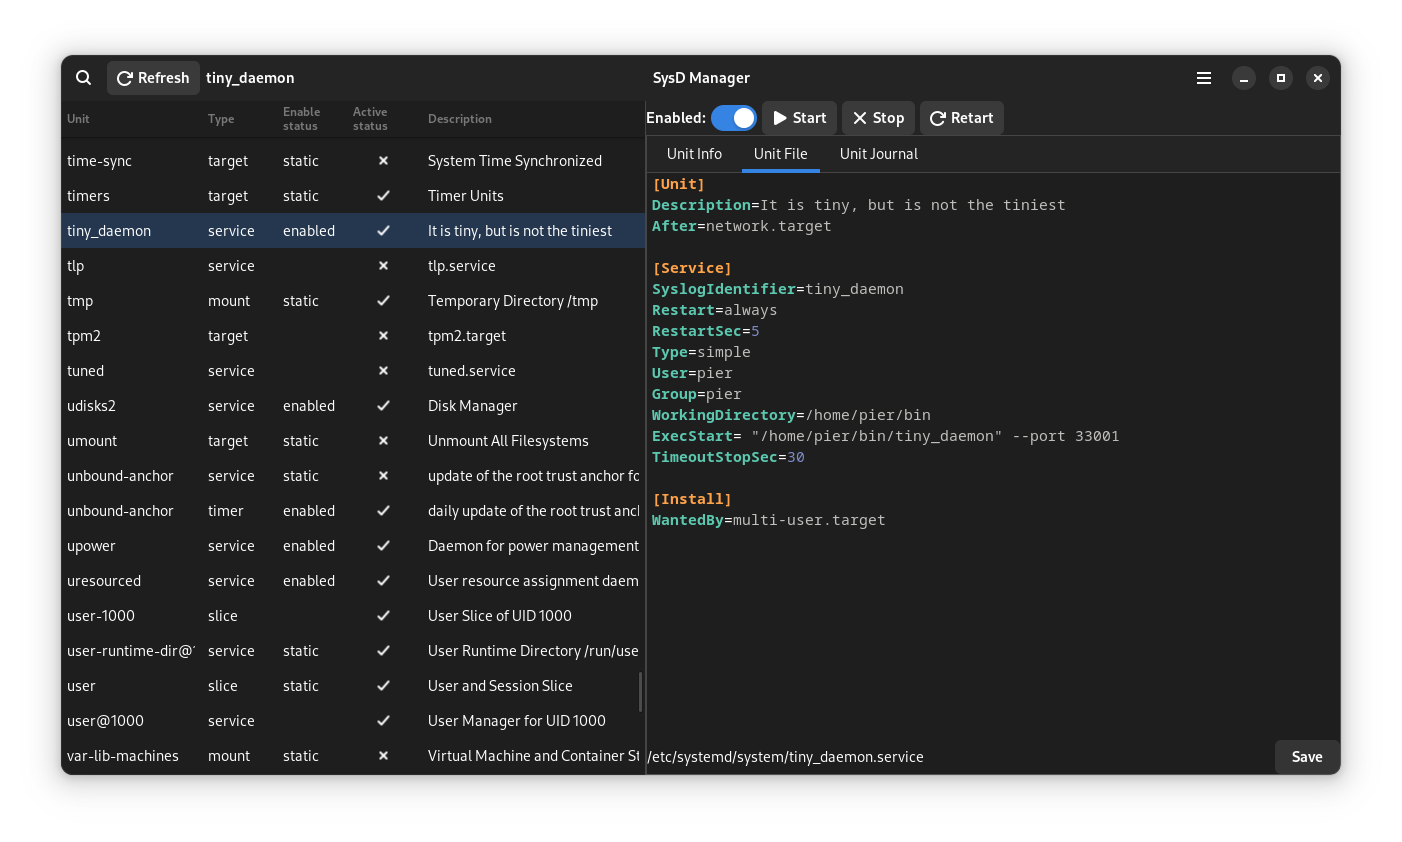 Refresh tiny_daemon SysD Manager
Unit Type Enable status Active status Description
time-sync target static System Time Synchronized
timers target static Timer Units
tiny_daemon service enabled It is tiny, but is not the tiniest
tlp service tlp.service
tmp mount static Temporary Directory /tmp
tpm2 target tpm2.target
tuned service tuned.service
udisks2 service enabled Disk Manager
umount target static Unmount All Filesystems
unbound-anchor service static update of the root trust anchor fo
unbound-anchor timer enabled daily update of the root trust anch
upower service enabled Daemon for power management
uresourced service enabled User resource assignment daem
user-1000 slice User Slice of UID 1000
user-runtime-dir@ service static User Runtime Directory /run/use
user slice static User and Session Slice
user@1000 service User Manager for UID 1000
var-lib-machines mount static Virtual Machine and Container St
Enabled: Start Stop Retart
Unit Info Unit File Unit Journal
[Unit]
Description=It is tiny, but is not the tiniest
After=network.target
[Service]
SyslogIdentifier=tiny_daemon
Restart=always
RestartSec=5
Type=simple
User=pier
Group=pier
WorkingDirectory=/home/pier/bin
ExecStart= "/home/pier/bin/tiny_daemon" --port 33001
TimeoutStopSec=30
[Install]
WantedBy=multi-user.target
/etc/systemd/system/tiny_daemon.service Save